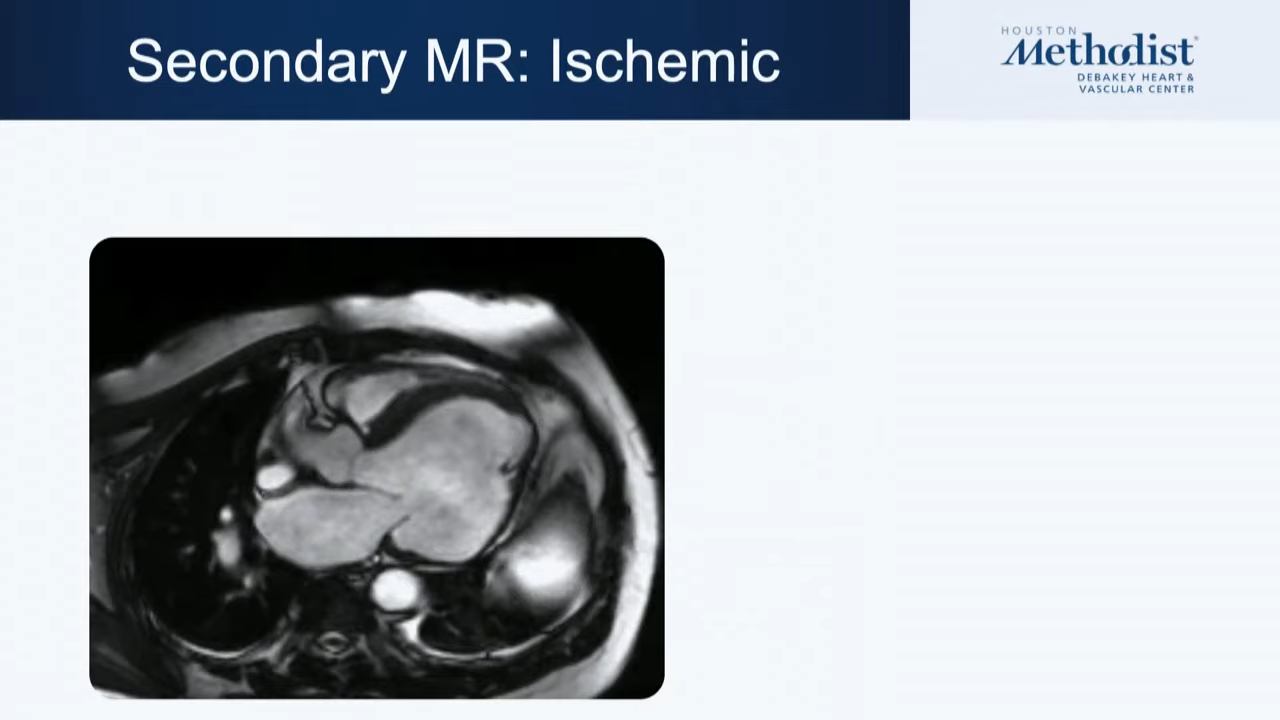 Secondary MR: Ischemic
HOUSTON
Methodist®
DEBAKEY HEART &
VASCULAR CENTER